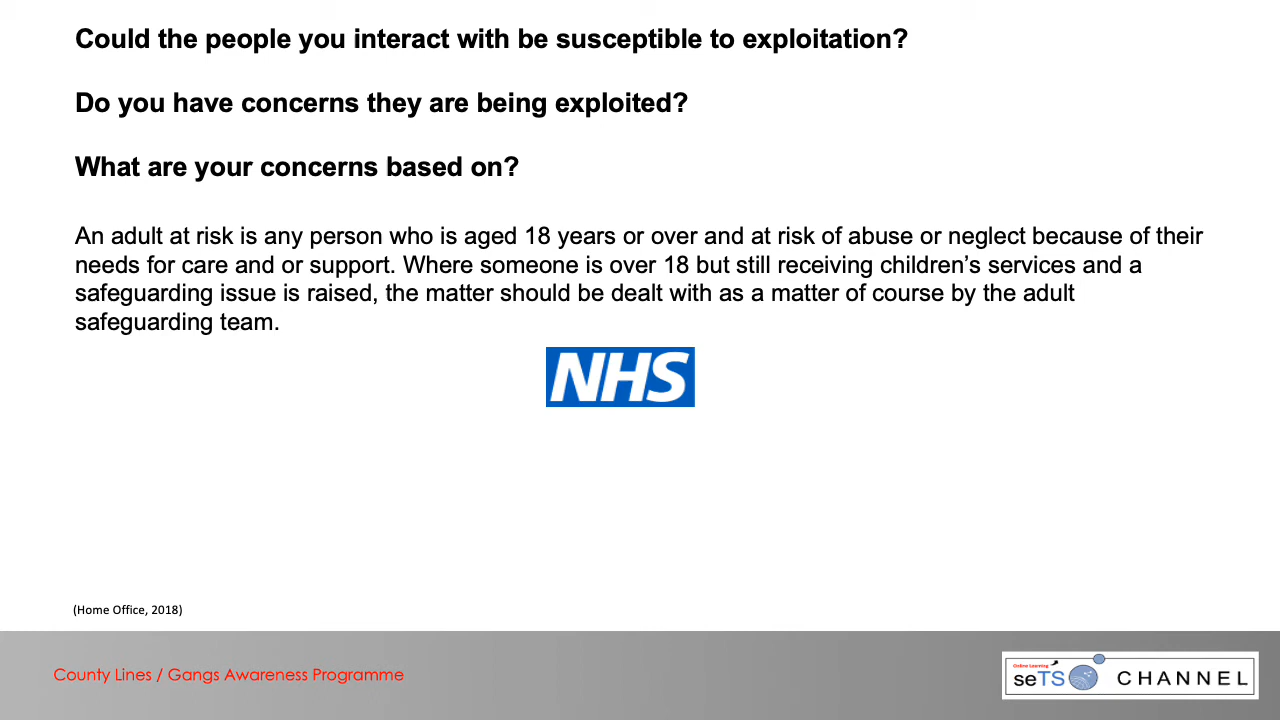 Could the people you interact with be susceptible to exploitation?
Do you have concerns they are being exploited?
What are your concerns based on?
An adult at risk is any person who is aged 18 years or over and at risk of abuse or neglect because of their
needs for care and or support. Where someone is over 18 but still receiving children’s services and a
safeguarding issue is raised, the matter should be dealt with as a matter of course by the adult
safeguarding team.
NHS
(Home Office, 2018)
County Lines / Gangs Awareness Programme
Online Learning
seTS CHANNEL